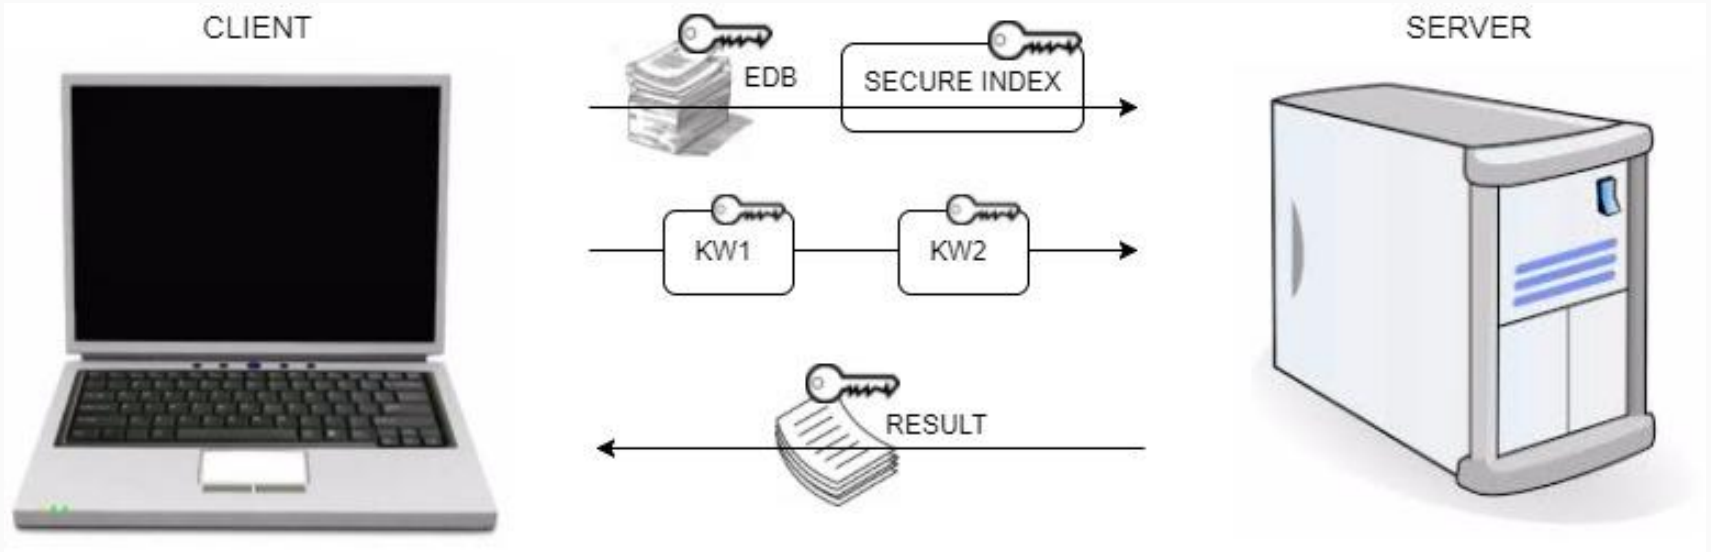 CLIENT
SERVER
EDB
SECURE INDEX
KW1
KW2
RESULT